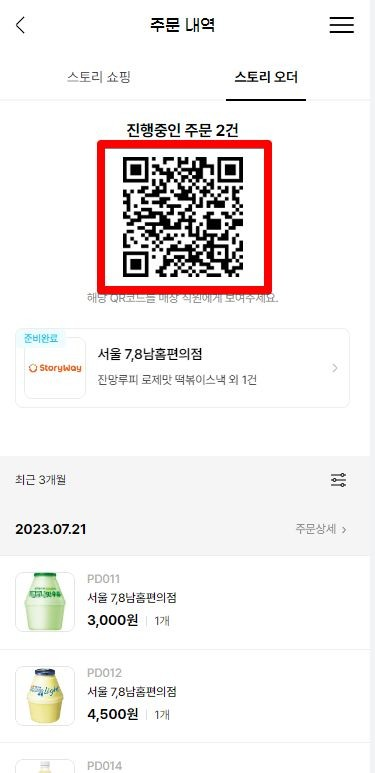 주문 내역
스토리 쇼핑
스토리 오더
진행중인 주문 2건
해당 QR코드를 매장 직원에게 보여주세요.
준비완료
StoryWay
서울 7,8남홈편의점
잔망루피 로제맛 떡볶이스낵 외 1건
최근 3개월
2023.07.21
주문상세
PD011
서울 7,8남홈편의점
3,000원 1개
PD012
서울 7,8남홈편의점
4,500원 1개
PD014